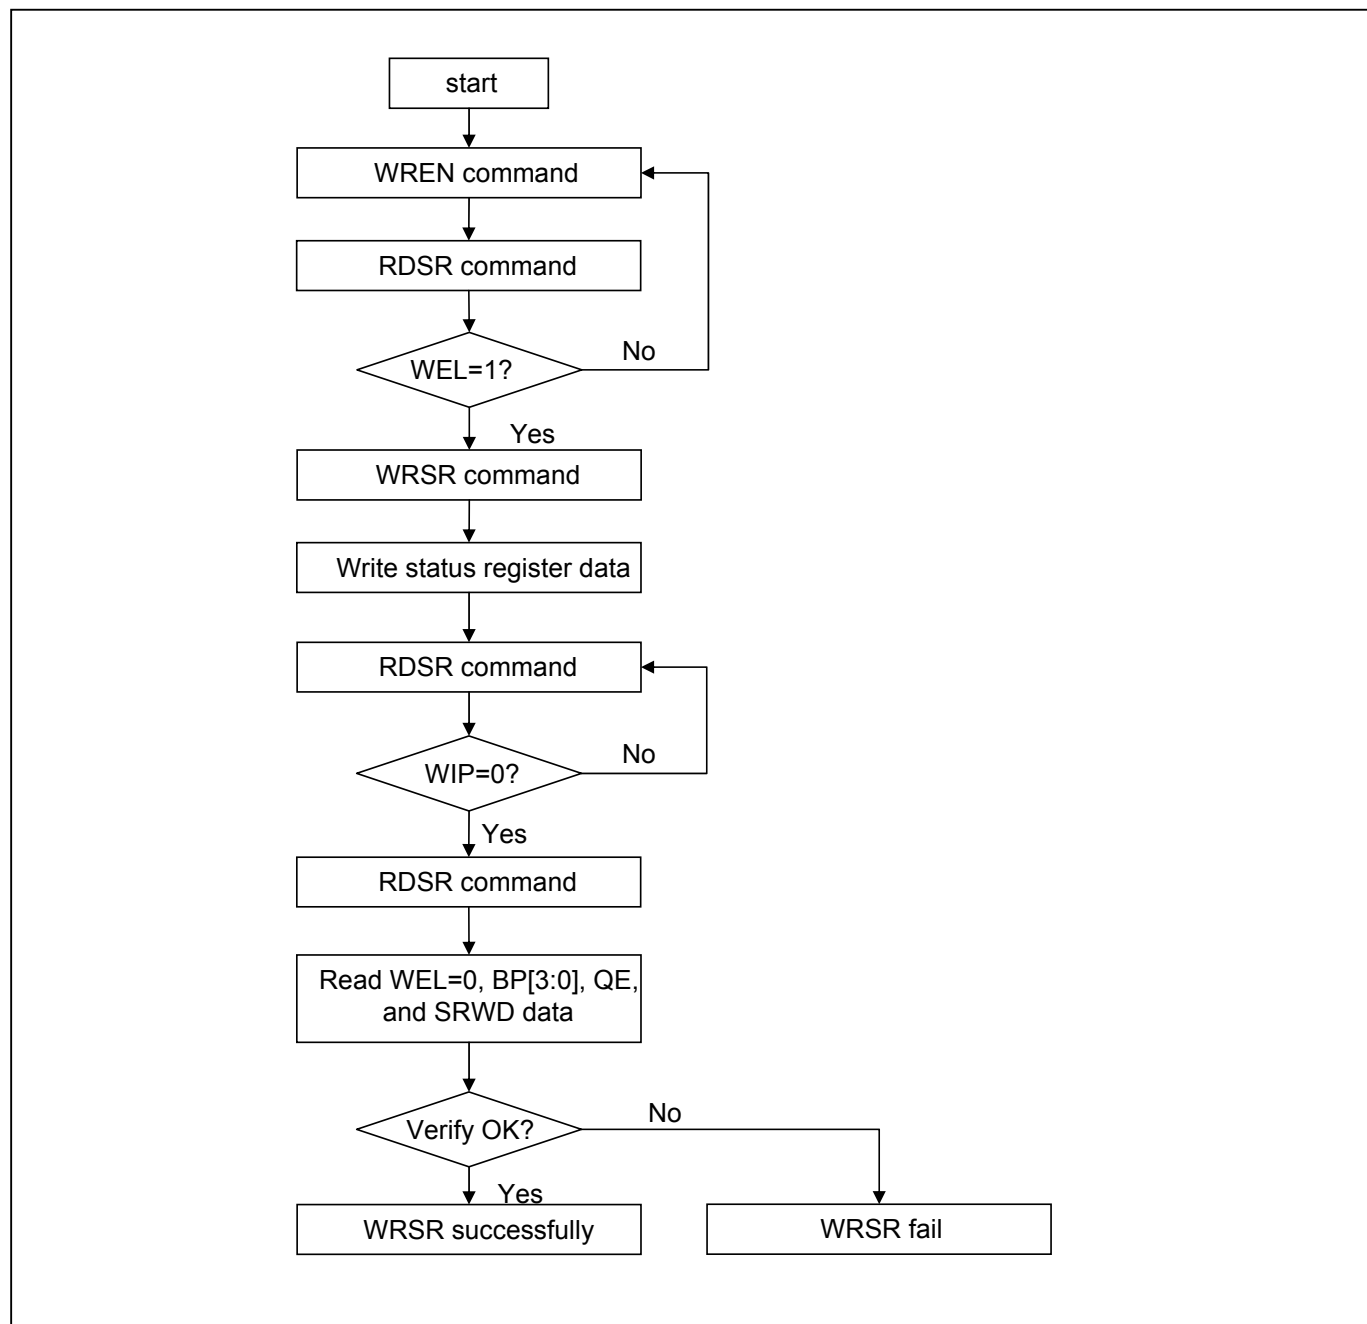 start
WREN command
RDSR command
WEL=1?
No
Yes
WRSR command
Write status register data
RDSR command
WIP=0?
No
Yes
RDSR command
Read WEL=0, BP[3:0], QE,
and SRWD data
Verify OK?
No
Yes
WRSR successfully
WRSR fail